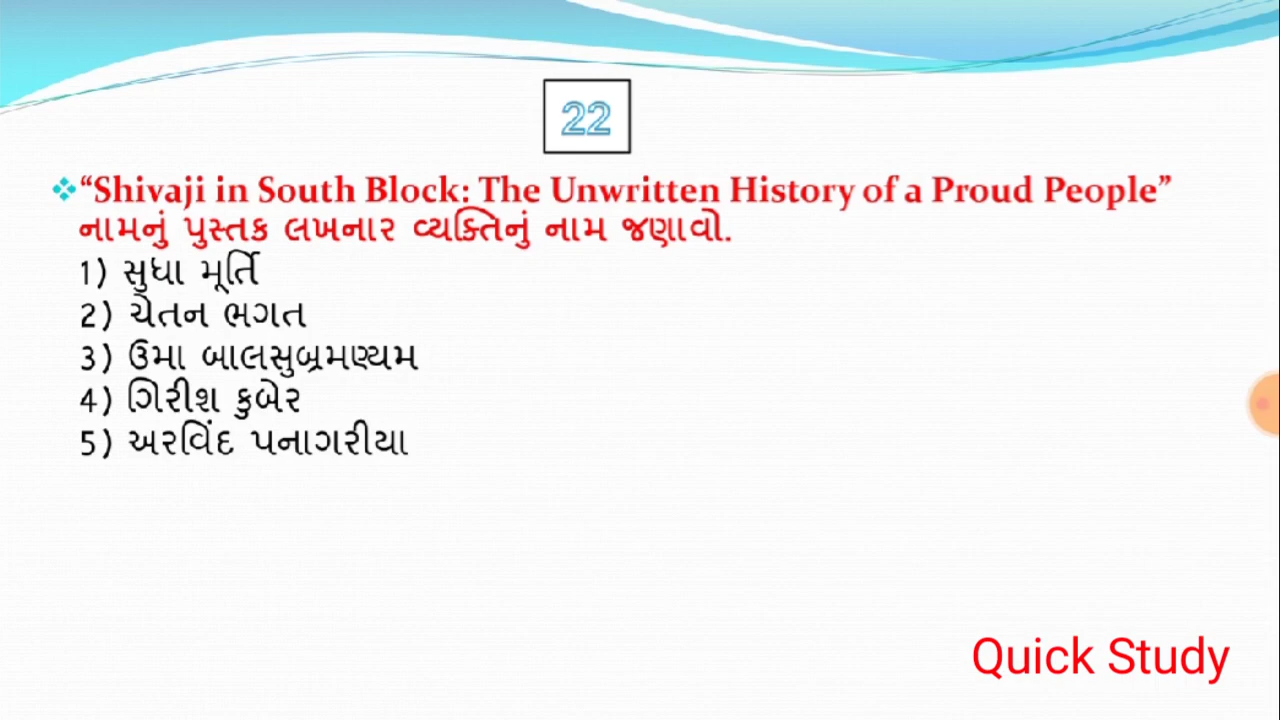 22
“Shivaji in South Block: The Unwritten History of a Proud People”
નામનું પુસ્તક લખનાર વ્યક્તિનું નામ જણાવો.
1) સુધા મૂર્તિ
2) ચેતન ભગત
3) ઉમા બાલસુબ્રમણ્યમ
4) ગિરીશ કુબેર
5) અરવિંદ પનાગરીયા
Quick Study